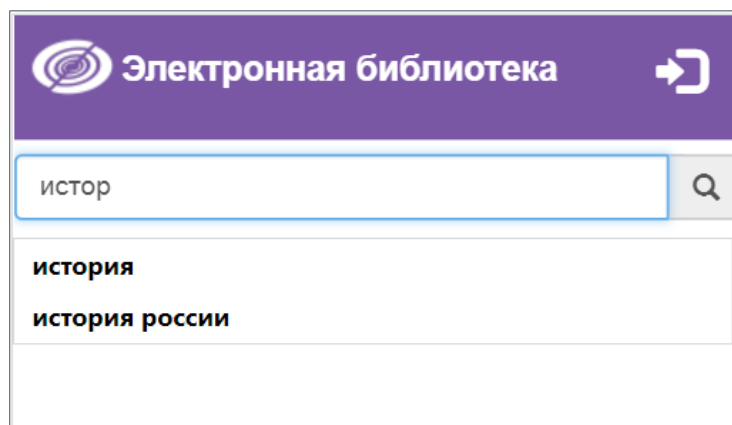 Электронная библиотека
истор
история
история россии